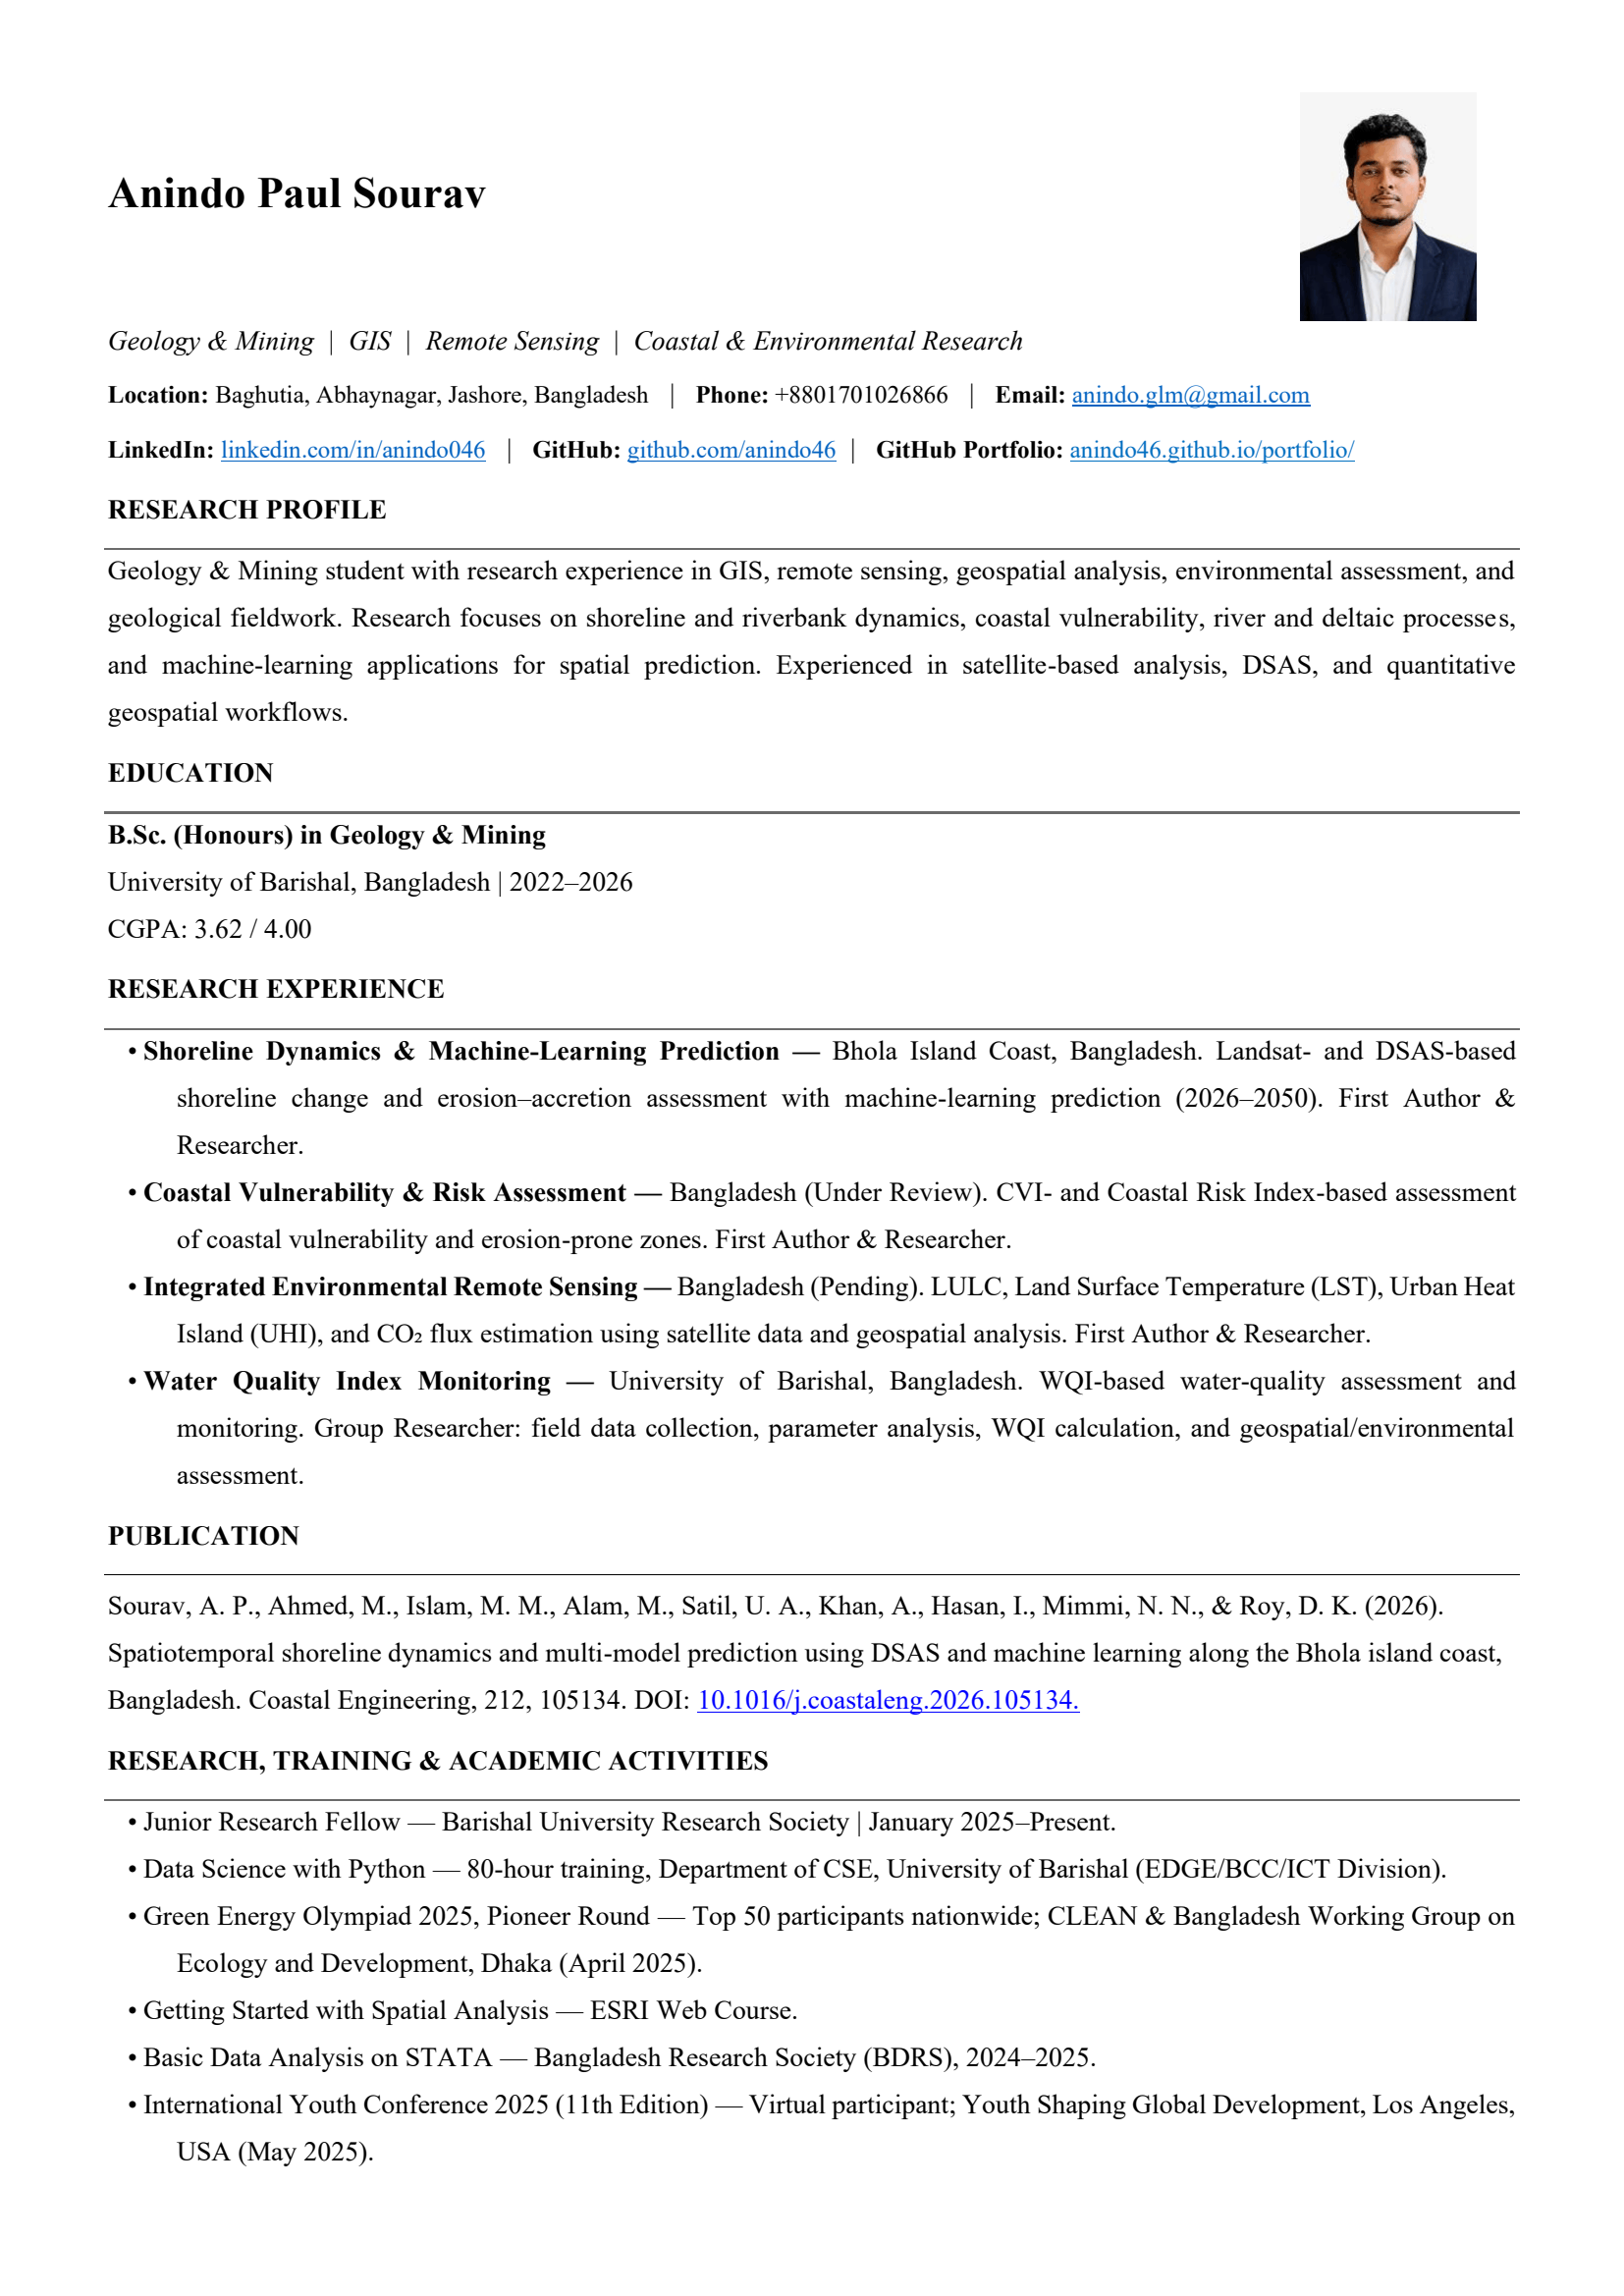 Anindo Paul Sourav
Geology & Mining | GIS | Remote Sensing | Coastal & Environmental Research
Location: Baghutia, Abhaynagar, Jashore, Bangladesh | Phone: +8801701026866 | Email: anindo.glm@gmail.com
LinkedIn: linkedin.com/in/anindo046 | GitHub: github.com/anindo46 | GitHub Portfolio: anindo46.github.io/portfolio/
RESEARCH PROFILE
Geology & Mining student with research experience in GIS, remote sensing, geospatial analysis, environmental assessment, and
geological fieldwork. Research focuses on shoreline and riverbank dynamics, coastal vulnerability, river and deltaic processes,
and machine-learning applications for spatial prediction. Experienced in satellite-based analysis, DSAS, and quantitative
geospatial workflows.
EDUCATION
B.Sc. (Honours) in Geology & Mining
University of Barishal, Bangladesh | 2022–2026
CGPA: 3.62 / 4.00
RESEARCH EXPERIENCE
• Shoreline Dynamics & Machine-Learning Prediction — Bhola Island Coast, Bangladesh. Landsat- and DSAS-based
shoreline change and erosion–accretion assessment with machine-learning prediction (2026–2050). First Author &
Researcher.
• Coastal Vulnerability & Risk Assessment — Bangladesh (Under Review). CVI- and Coastal Risk Index-based assessment
of coastal vulnerability and erosion-prone zones. First Author & Researcher.
• Integrated Environmental Remote Sensing — Bangladesh (Pending). LULC, Land Surface Temperature (LST), Urban Heat
Island (UHI), and CO₂ flux estimation using satellite data and geospatial analysis. First Author & Researcher.
• Water Quality Index Monitoring — University of Barishal, Bangladesh. WQI-based water-quality assessment and
monitoring. Group Researcher: field data collection, parameter analysis, WQI calculation, and geospatial/environmental
assessment.
PUBLICATION
Sourav, A. P., Ahmed, M., Islam, M. M., Alam, M., Satil, U. A., Khan, A., Hasan, I., Mimmi, N. N., & Roy, D. K. (2026).
Spatiotemporal shoreline dynamics and multi-model prediction using DSAS and machine learning along the Bhola island coast,
Bangladesh. Coastal Engineering, 212, 105134. DOI: 10.1016/j.coastaleng.2026.105134.
RESEARCH, TRAINING & ACADEMIC ACTIVITIES
• Junior Research Fellow — Barishal University Research Society | January 2025–Present.
• Data Science with Python — 80-hour training, Department of CSE, University of Barishal (EDGE/BCC/ICT Division).
• Green Energy Olympiad 2025, Pioneer Round — Top 50 participants nationwide; CLEAN & Bangladesh Working Group on
Ecology and Development, Dhaka (April 2025).
• Getting Started with Spatial Analysis — ESRI Web Course.
• Basic Data Analysis on STATA — Bangladesh Research Society (BDRS), 2024–2025.
• International Youth Conference 2025 (11th Edition) — Virtual participant; Youth Shaping Global Development, Los Angeles,
USA (May 2025).